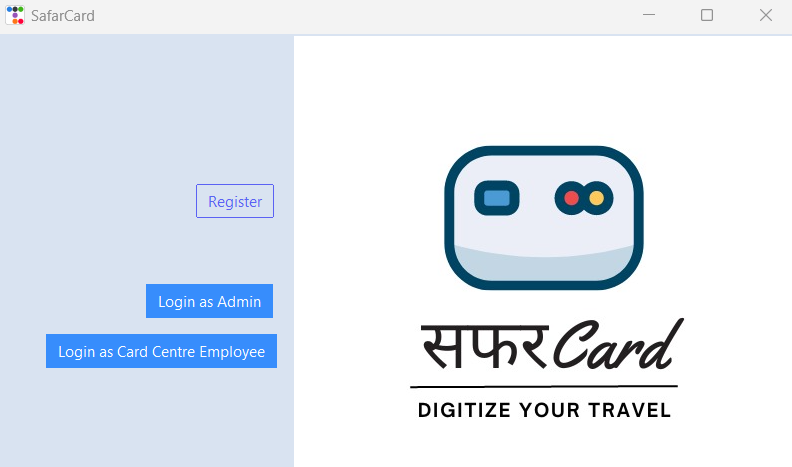 SafarCard
Register
Login as Admin
Login as Card Centre Employee
सफरCard
DIGITIZE YOUR TRAVEL